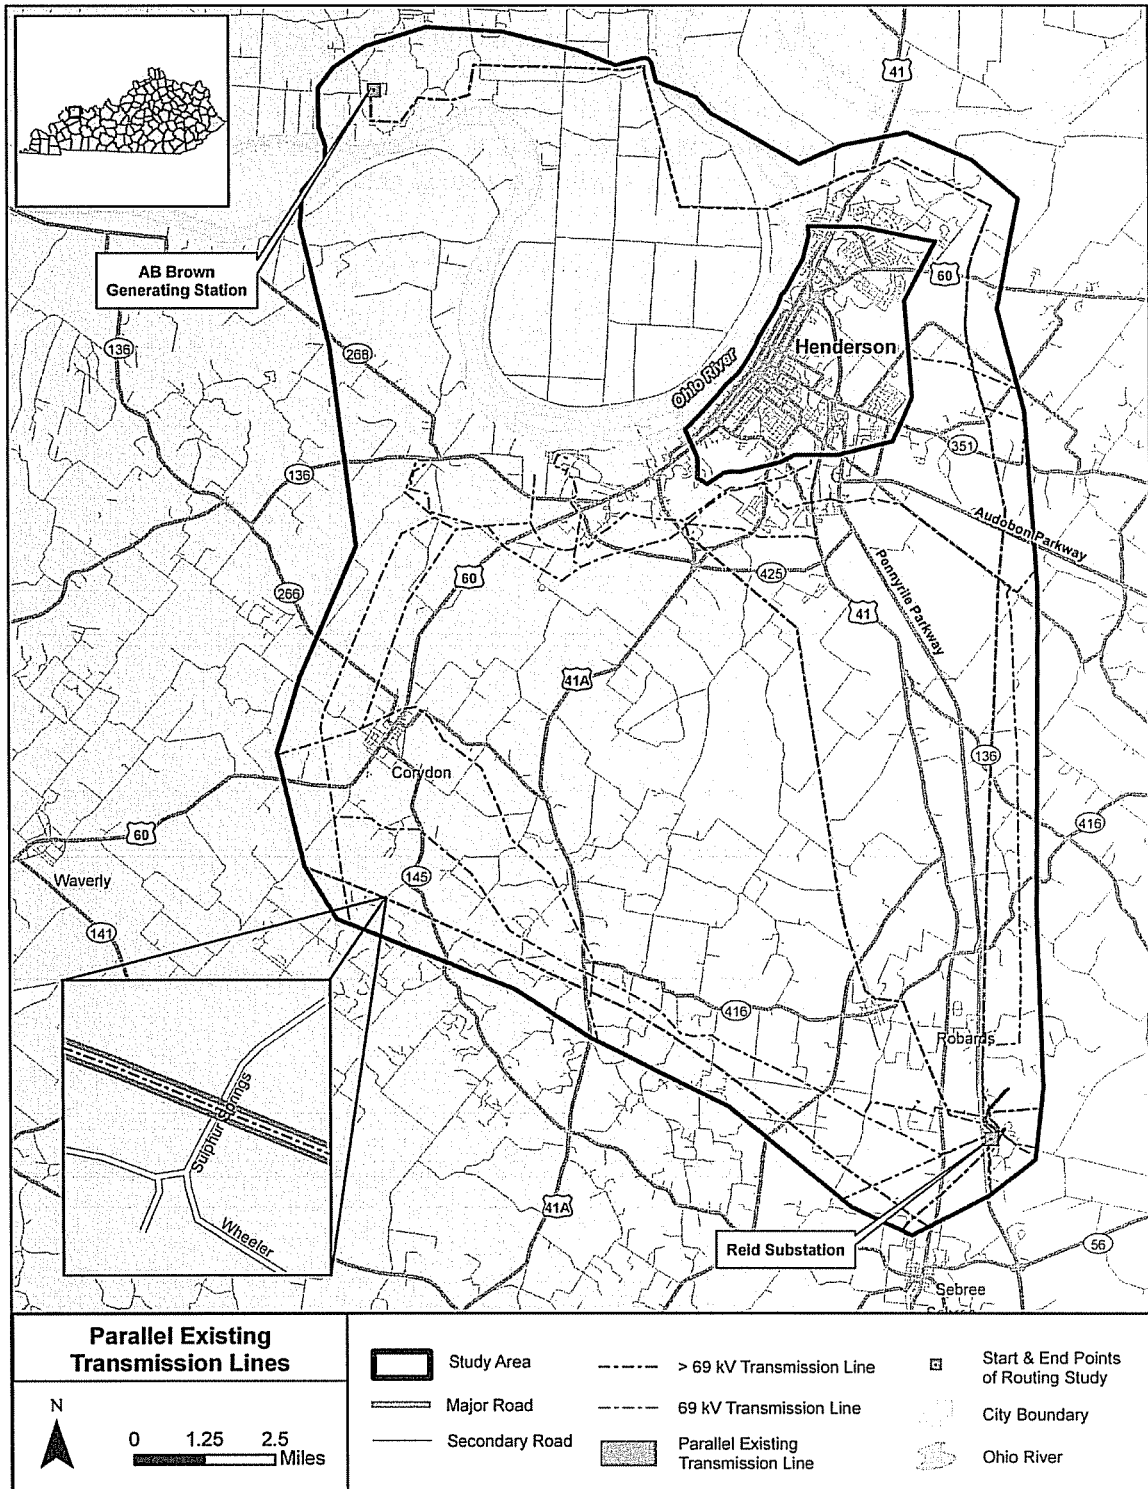 41
AB Brown
Generating Station
60
136
268
Henderson
Ohio River
351
136
Audobon Parkway
60
425
266
41
Pennyrile Parkway
41A
136
Corydon
416
60
Waverly
145
141
416
Robards
Sulphur Springs
Wheeler
41A
Reid Substation
56
Sebree
Parallel Existing
Transmission Lines
N
0 1.25 2.5
Miles
Study Area
Major Road
Secondary Road
> 69 kV Transmission Line
69 kV Transmission Line
Parallel Existing
Transmission Line
Start & End Points
of Routing Study
City Boundary
Ohio River